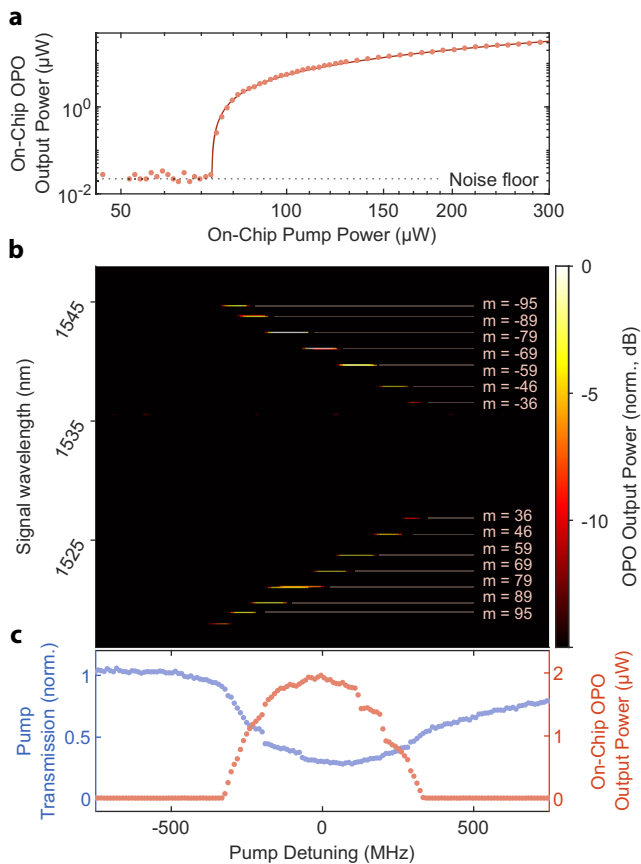 a
On-Chip OPO
Output Power (μW)
10⁰
10⁻²
Noise floor
50
100
150
200
300
On-Chip Pump Power (μW)
b
Signal wavelength (nm)
1545
1535
1525
m = -95
m = -89
m = -79
m = -69
m = -59
m = -46
m = -36
m = 36
m = 46
m = 59
m = 69
m = 79
m = 89
m = 95
0
-5
-10
OPO Output Power (norm., dB)
c
Pump
Transmission (norm.)
1
0.5
0
2
1
0
On-Chip OPO
Output Power (μW)
-500
0
500
Pump Detuning (MHz)